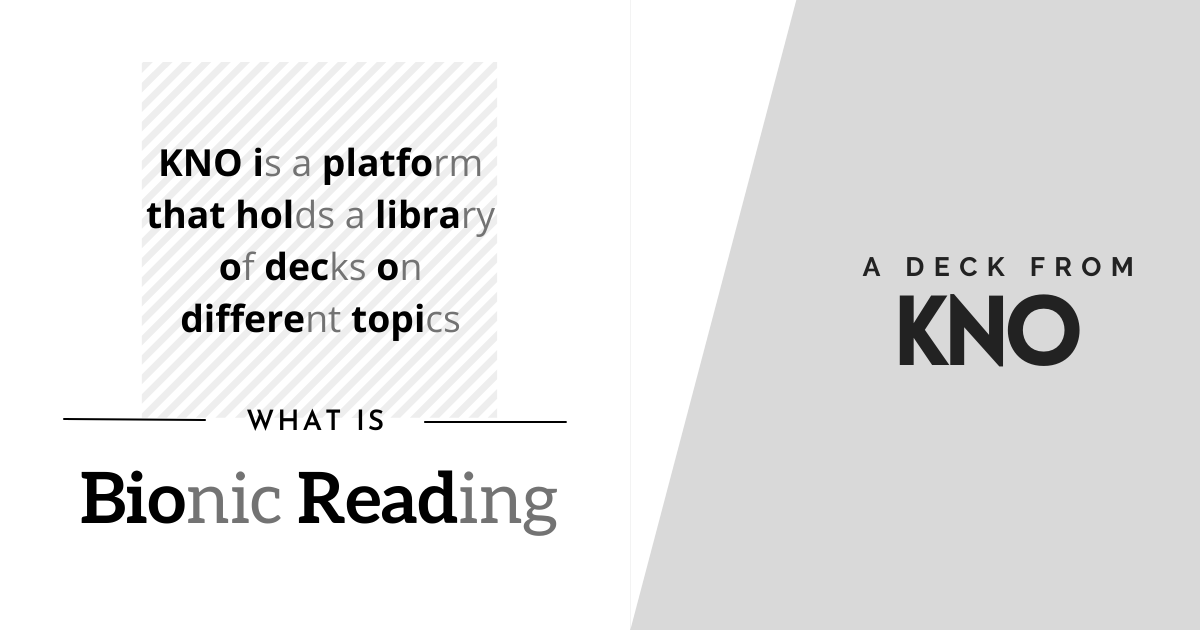 KNO is a platform
that holds a library
of decks on
different topics
WHAT IS
Bionic Reading
A DECK FROM
KNO